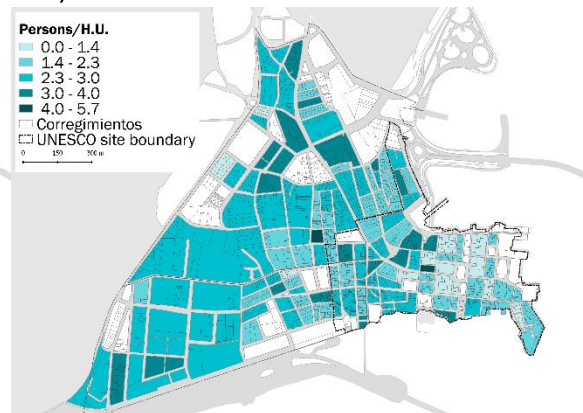 Persons/H.U.
0.0 - 1.4
1.4 - 2.3
2.3 - 3.0
3.0 - 4.0
4.0 - 5.7
Corregimientos
UNESCO site boundary
0 150 300 m